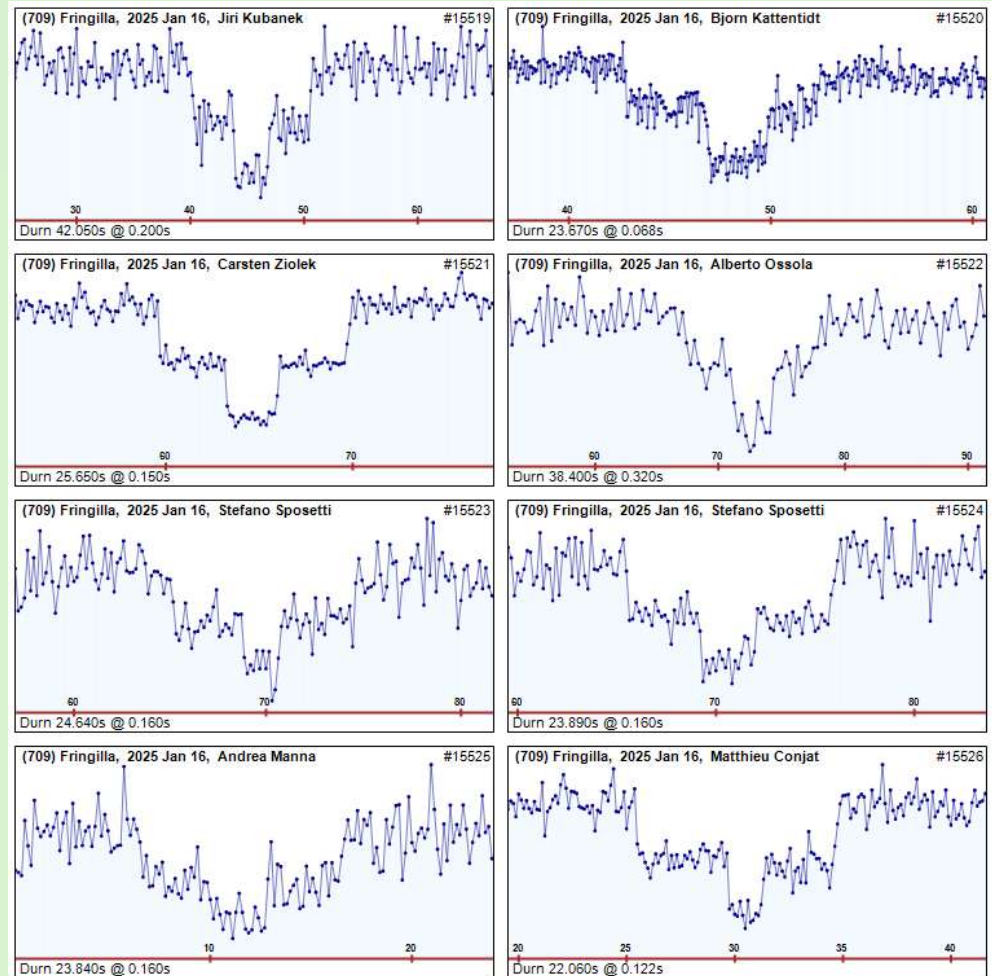 (709) Fringilla, 2025 Jan 16, Jiri Kubanek #15519
30 40 50 60
Durn 42.050s @ 0.200s
(709) Fringilla, 2025 Jan 16, Bjorn Kattentidt #15520
40 50 60
Durn 23.670s @ 0.068s
(709) Fringilla, 2025 Jan 16, Carsten Ziolek #15521
60 70
Durn 25.650s @ 0.150s
(709) Fringilla, 2025 Jan 16, Alberto Ossola #15522
60 70 80 90
Durn 38.400s @ 0.320s
(709) Fringilla, 2025 Jan 16, Stefano Sposetti #15523
60 70 80
Durn 24.640s @ 0.160s
(709) Fringilla, 2025 Jan 16, Stefano Sposetti #15524
60 70 80
Durn 23.890s @ 0.160s
(709) Fringilla, 2025 Jan 16, Andrea Manna #15525
10 20
Durn 23.840s @ 0.160s
(709) Fringilla, 2025 Jan 16, Matthieu Conjat #15526
20 25 30 35 40
Durn 22.060s @ 0.122s